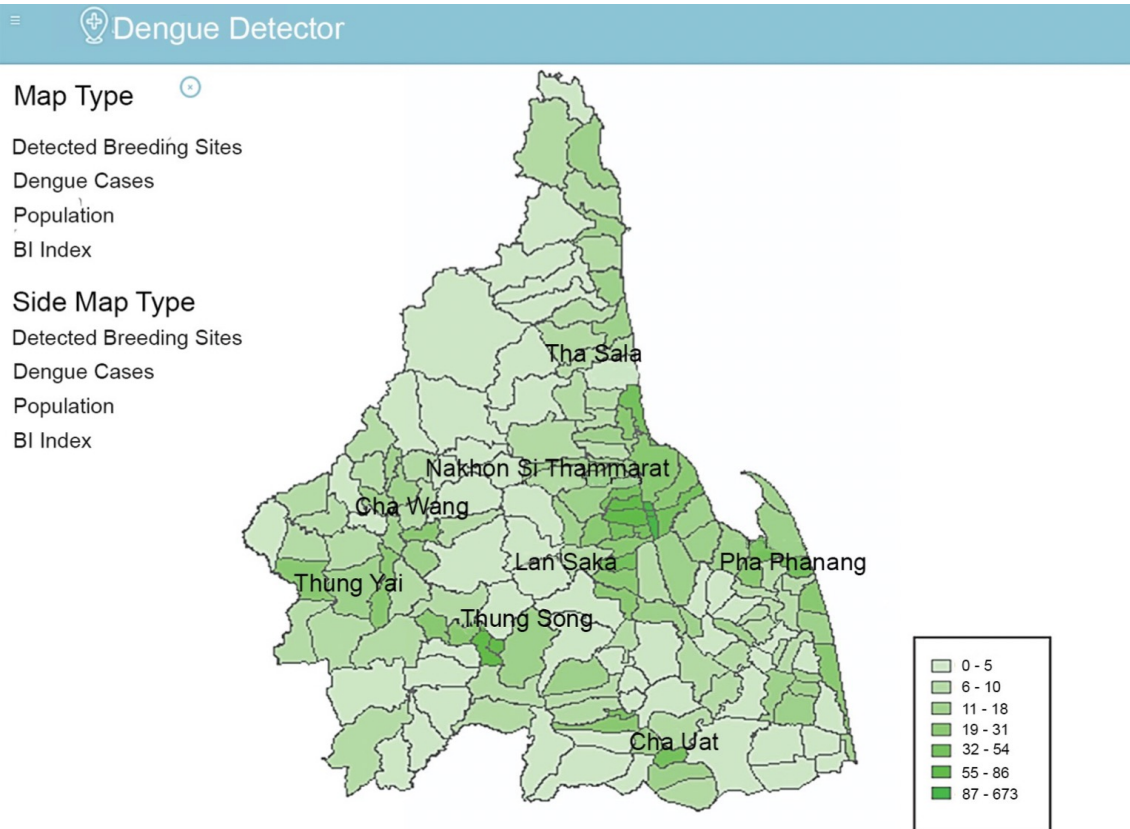 Dengue Detector
Map Type
Detected Breeding Sites
Dengue Cases
Population
BI Index
Side Map Type
Detected Breeding Sites
Dengue Cases
Population
BI Index
Tha Sala
Nakhon Si Thammarat
Cha Wang
Lan Saka
Pha Phanang
Thung Yai
Thung Song
Cha Uat
0 - 5
6 - 10
11 - 18
19 - 31
32 - 54
55 - 86
87 - 673